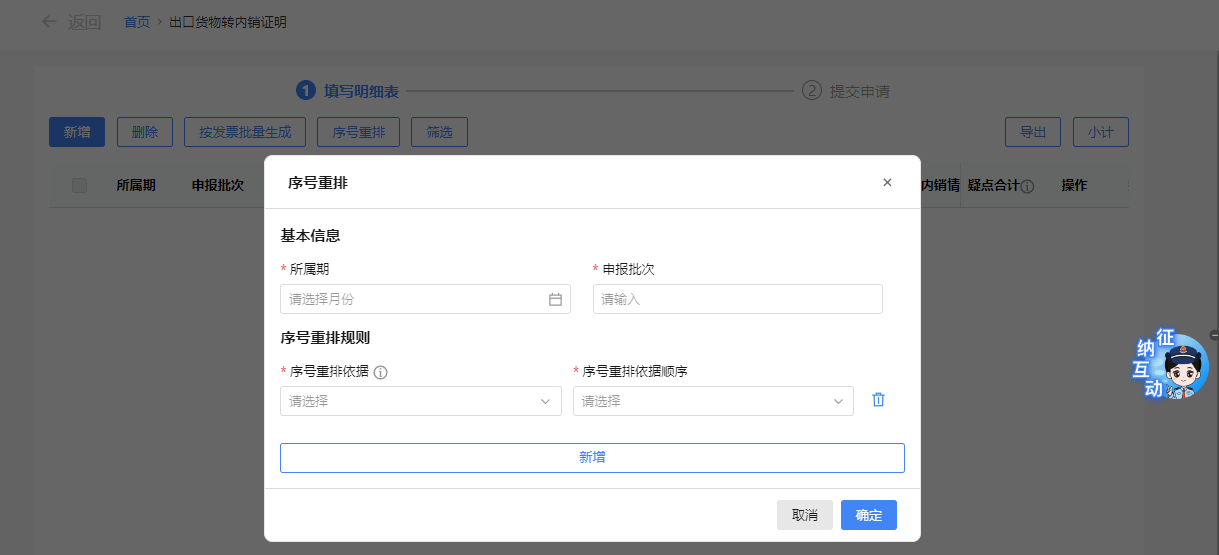 返回 首页 > 出口货物转内销证明
1 填写明细表 2 提交申请
新增 删除 按发票批量生成 序号重排 筛选 导出 小计
所属期 申报批次 内销情 疑点合计 操作
序号重排
基本信息
* 所属期 * 申报批次
请选择月份 请输入
序号重排规则
* 序号重排依据 * 序号重排依据顺序
请选择 请选择
新增
取消 确定
征纳互动